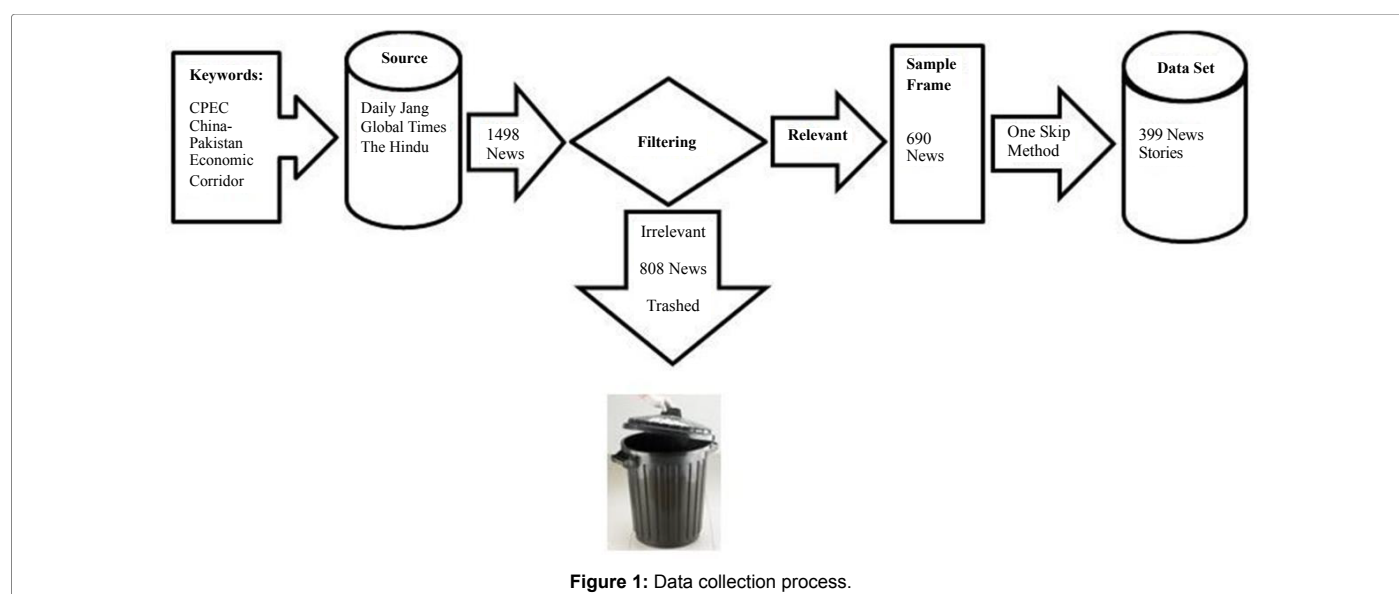 Keywords:
CPEC
China-
Pakistan
Economic
Corridor
Source
Daily Jang
Global Times
The Hindu
1498
News
Filtering
Relevant
Sample
Frame
690
News
One Skip
Method
Data Set
399 News
Stories
Irrelevant
808 News
Trashed
Figure 1: Data collection process.